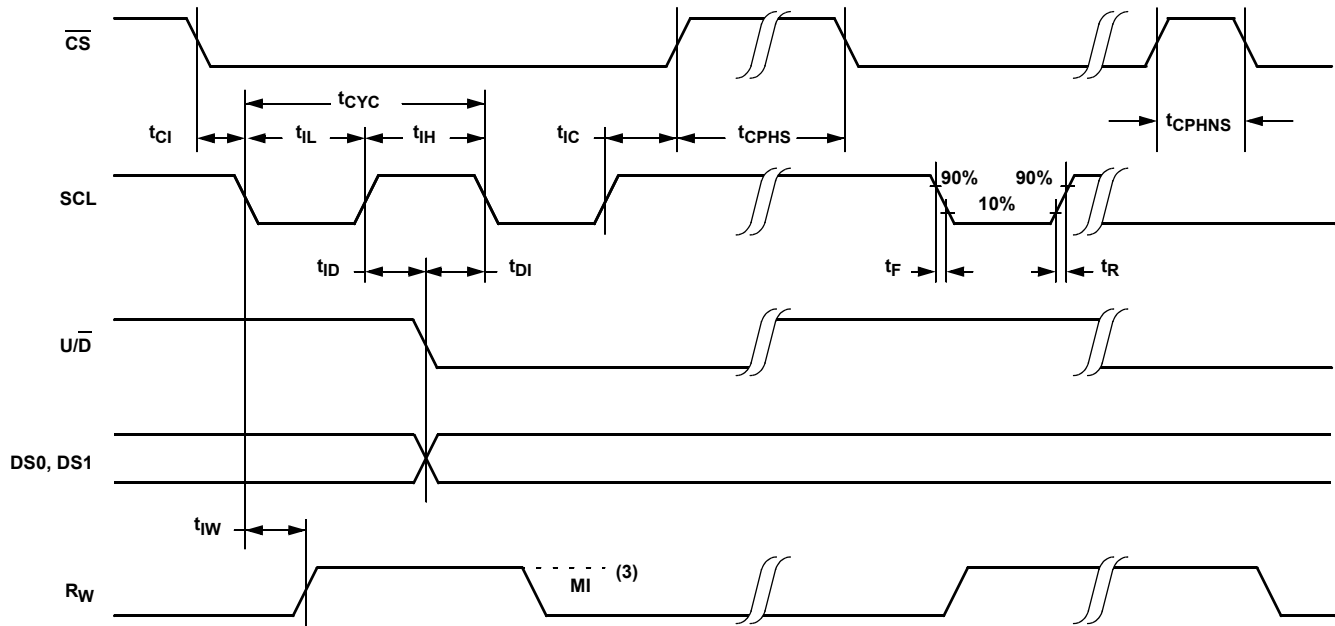 CS
tCYC
tCI
tIL
tIH
tIC
tCPHS
tCPHNS
SCL
90%
90%
10%
tID
tDI
tF
tR
U/D
DS0, DS1
tIW
(3)
MI
RW